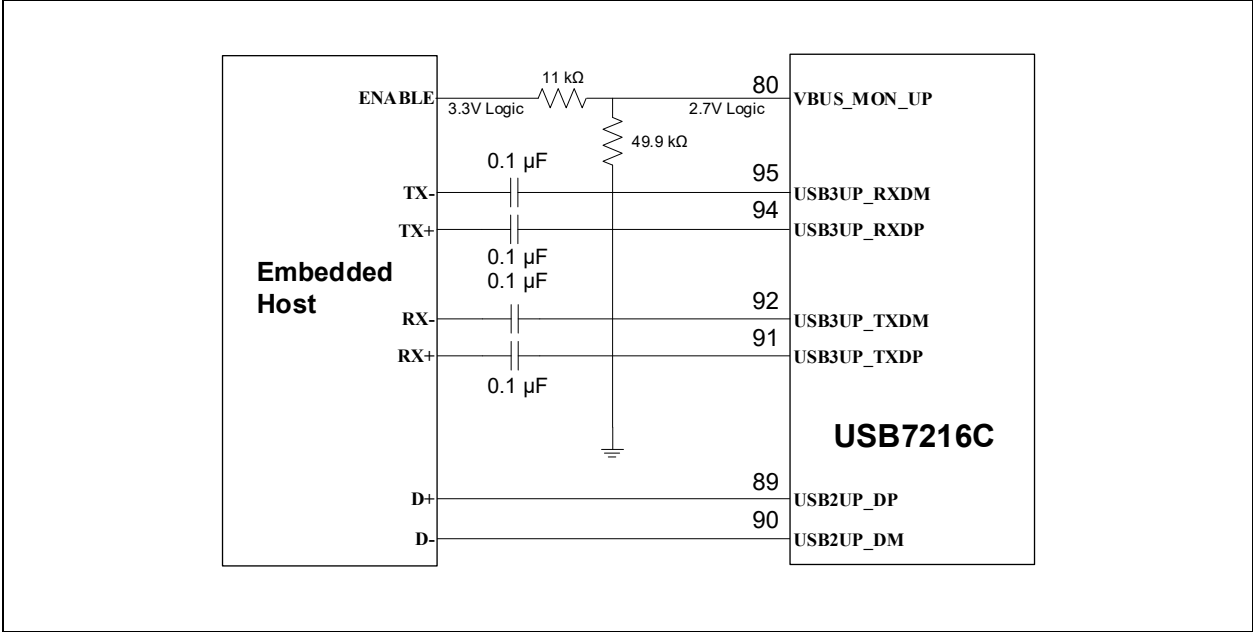 11 kΩ
80
ENABLE
VBUS_MON_UP
3.3V Logic
2.7V Logic
49.9 kΩ
0.1 µF
95
TX-
USB3UP_RXDM
94
TX+
USB3UP_RXDP
0.1 µF
0.1 µF
Embedded
Host
92
RX-
USB3UP_TXDM
91
RX+
USB3UP_TXDP
0.1 µF
USB7216C
89
D+
USB2UP_DP
90
D-
USB2UP_DM